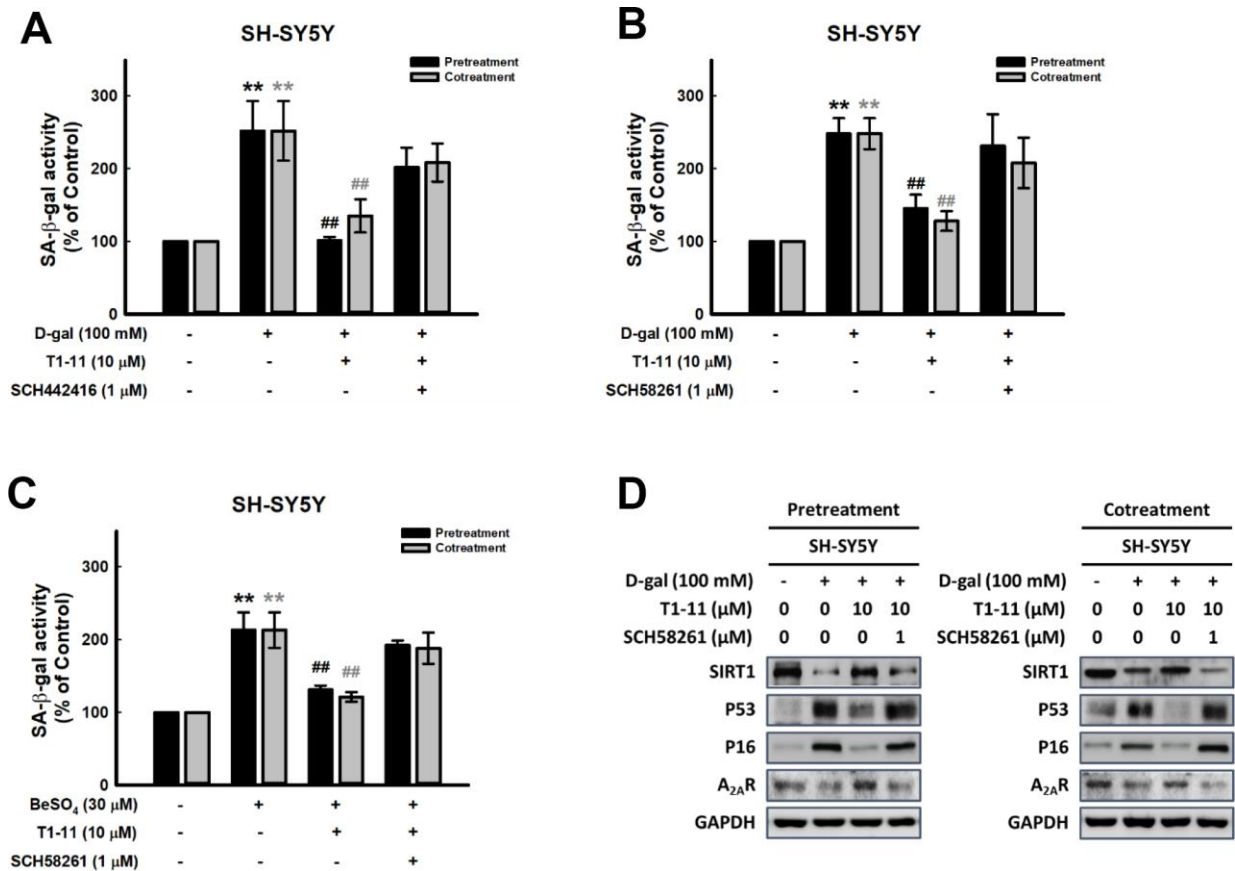 A
SH-SY5Y
Pretreatment
Cotreatment
SA-β-gal activity
(% of Control)
300
200
100
0
** **
## ##
D-gal (100 mM) - + + +
T1-11 (10 μM) - - + +
SCH442416 (1 μM) - - - +
B
SH-SY5Y
Pretreatment
Cotreatment
SA-β-gal activity
(% of Control)
300
200
100
0
** **
## ##
D-gal (100 mM) - + + +
T1-11 (10 μM) - - + +
SCH58261 (1 μM) - - - +
C
SH-SY5Y
Pretreatment
Cotreatment
SA-β-gal activity
(% of Control)
300
200
100
0
** **
## ##
BeSO₄ (30 μM) - + + +
T1-11 (10 μM) - - + +
SCH58261 (1 μM) - - - +
D
Pretreatment
SH-SY5Y
D-gal (100 mM) - + + +
T1-11 (μM) 0 0 10 10
SCH58261 (μM) 0 0 0 1
SIRT1
P53
P16
A₂ₐR
GAPDH
Cotreatment
SH-SY5Y
D-gal (100 mM) - + + +
T1-11 (μM) 0 0 10 10
SCH58261 (μM) 0 0 0 1
SIRT1
P53
P16
A₂ₐR
GAPDH